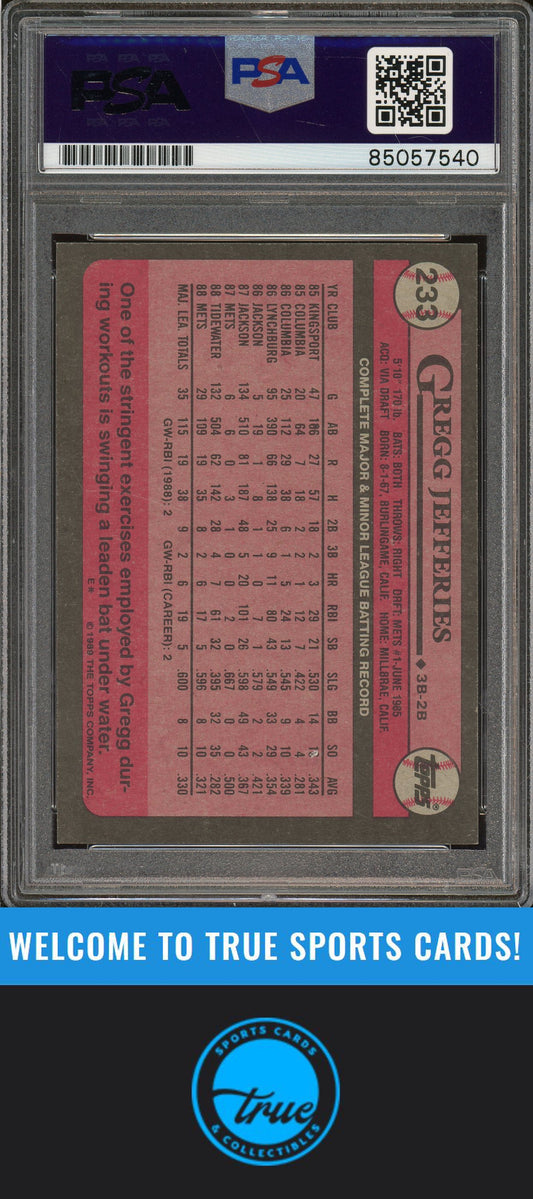 PSA
PSA
85057540
233
GREGG JEFFERIES ♦ 3B-2B
TOPPS®
5'10" 170 lb. BATS: BOTH THROWS: RIGHT DRFT: METS #1-JUNE 1985
ACQ: VIA DRAFT BORN: 8-1-67, BURLINGAME, CALIF. HOME: MILLBRAE, CALIF.
COMPLETE MAJOR & MINOR LEAGUE BATTING RECORD
YR CLUB G AB R H 2B 3B HR RBI SB SLG BB SO AVG
85 KINGSPORT 47 166 27 57 18 2 3 29 21 .530 14 .343
85 COLUMBIA 20 64 7 18 2 2 1 12 7 .422 4 4 .281
86 COLUMBIA 25 112 29 38 6 1 5 24 13 .545 9 10 .339
86 LYNCHBURG 95 390 66 138 25 9 11 80 43 .549 33 29 .354
86 JACKSON 5 19 1 8 1 1 0 7 1 .579 2 2 .421
87 JACKSON 134 510 81 187 48 5 20 101 26 .598 49 43 .367
87 METS 6 6 0 3 1 0 0 2 0 .667 0 0 .500
88 TIDEWATER 132 504 62 142 28 4 7 61 32 .395 32 34 .282
88 METS 29 109 19 35 8 2 6 17 5 .596 8 10 .321
MAJ. LEA. TOTALS 35 115 19 38 9 2 6 19 5 .600 8 10 .330
GW-RBI (1988): 2 GW-RBI (CAREER): 2
One of the stringent exercises employed by Gregg dur-
ing workouts is swinging a leaden bat under water.
E* © 1989 THE TOPPS COMPANY, INC.
WELCOME TO TRUE SPORTS CARDS!
SPORTS CARDS
true
& COLLECTIBLES